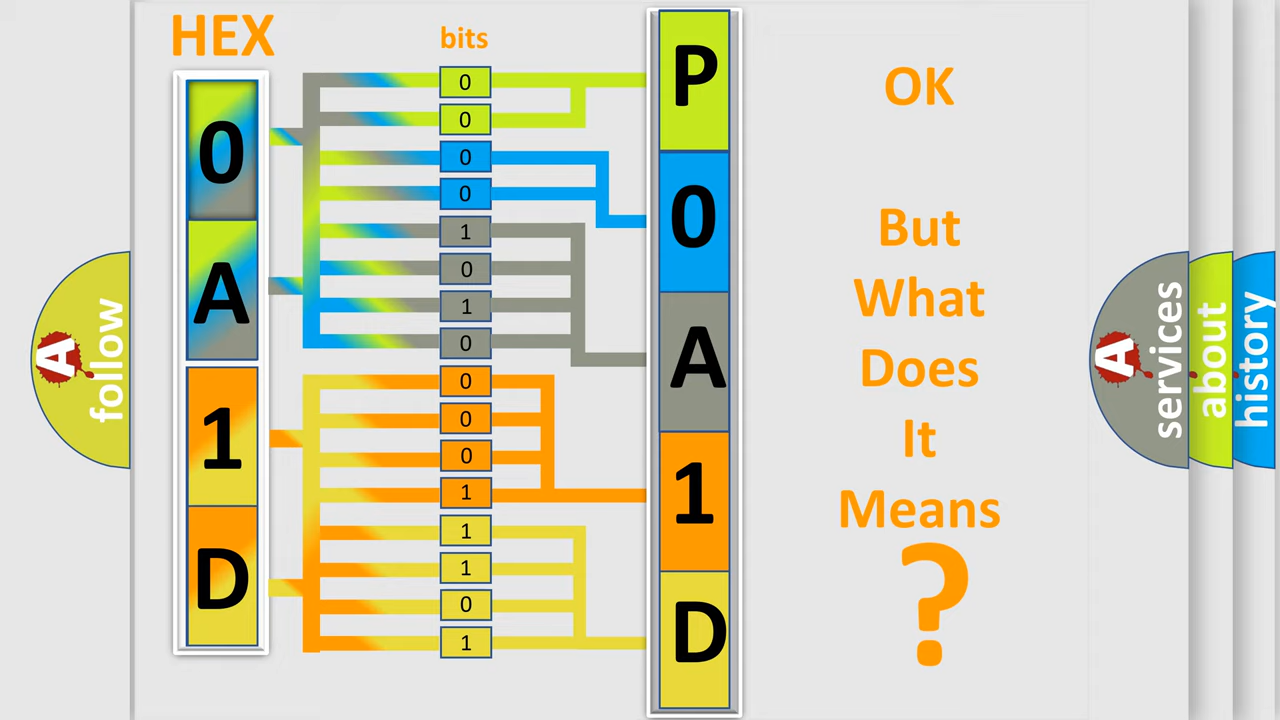 HEX
bits
0
A
1
D
0
0
0
0
1
0
1
0
0
0
0
1
1
1
0
1
P
0
A
1
D
OK
But
What
Does
It
Means
?
A
follow
A
services
about
history